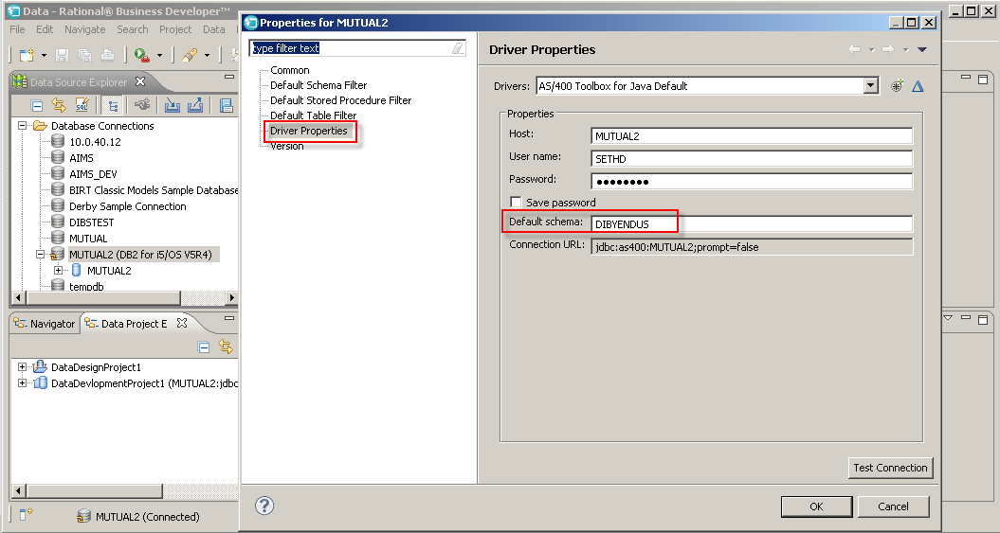 Data - Rational® Business Developer™
File Edit Navigate Search Project Data
Data Source Explorer
Database Connections
10.0.40.12
AIMS
AIMS_DEV
BIRT Classic Models Sample Database
Derby Sample Connection
DIBSTEST
MUTUAL
MUTUAL2 (DB2 for i5/OS V5R4)
MUTUAL2
tempdb
Navigator
Data Project E
DataDesignProject1
DataDevlopmentProject1 (MUTUAL2:jdbc
MUTUAL2 (Connected)
Properties for MUTUAL2
type filter text
Common
Default Schema Filter
Default Stored Procedure Filter
Default Table Filter
Driver Properties
Version
Driver Properties
Drivers: AS/400 Toolbox for Java Default
Properties
Host: MUTUAL2
User name: SETHD
Password: ●●●●●●●●
Save password
Default schema: DIBYENDUS
Connection URL: jdbc:as400:MUTUAL2;prompt=false
Test Connection
?
OK Cancel